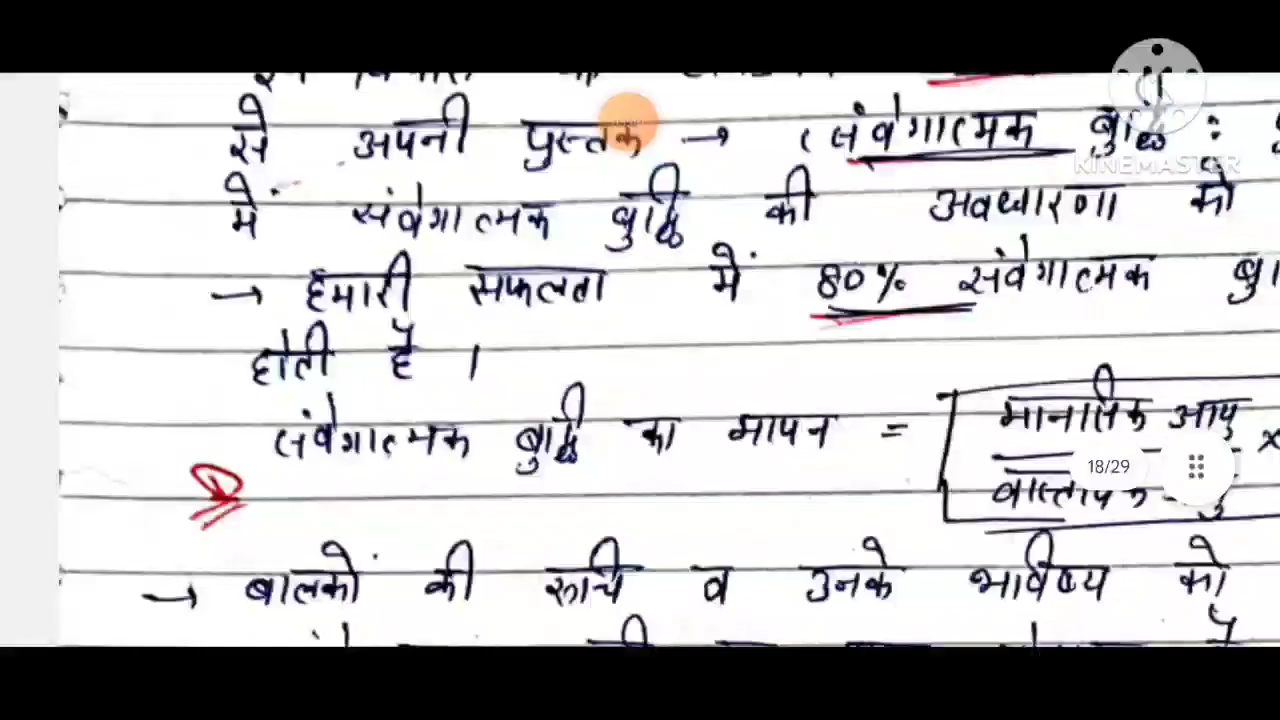 से अपनी पुस्तक → (संवेगात्मक बुद्धि :
KINEMASTER
में संवेगात्मक बुद्धि की अवधारणा को
→ हमारी सफलता में 80% संवेगात्मक
होती है ।
संवेगात्मक बुद्धि का मापन = मानसिक आयु
18/29
वास्तविक ×
→ बालको की रूचि व उनके भविष्य को